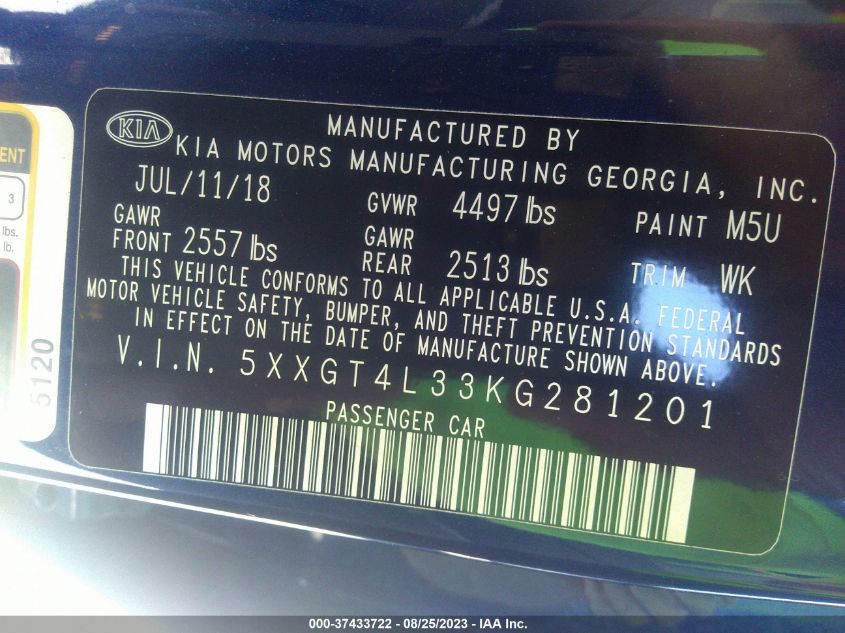 KIA
MANUFACTURED BY
KIA MOTORS MANUFACTURING GEORGIA, INC.
JUL/11/18 GVWR 4497 lbs PAINT M5U
GAWR FRONT 2557 lbs GAWR REAR 2513 lbs TRIM WK
THIS VEHICLE CONFORMS TO ALL APPLICABLE U.S.A. FEDERAL
MOTOR VEHICLE SAFETY, BUMPER, AND THEFT PREVENTION STANDARDS
IN EFFECT ON THE DATE OF MANUFACTURE SHOWN ABOVE.
V.I.N. 5XXGT4L33KG281201
PASSENGER CAR
ENT
3
lbs.
lb.
5120
000-37433722 - 08/25/2023 - IAA Inc.